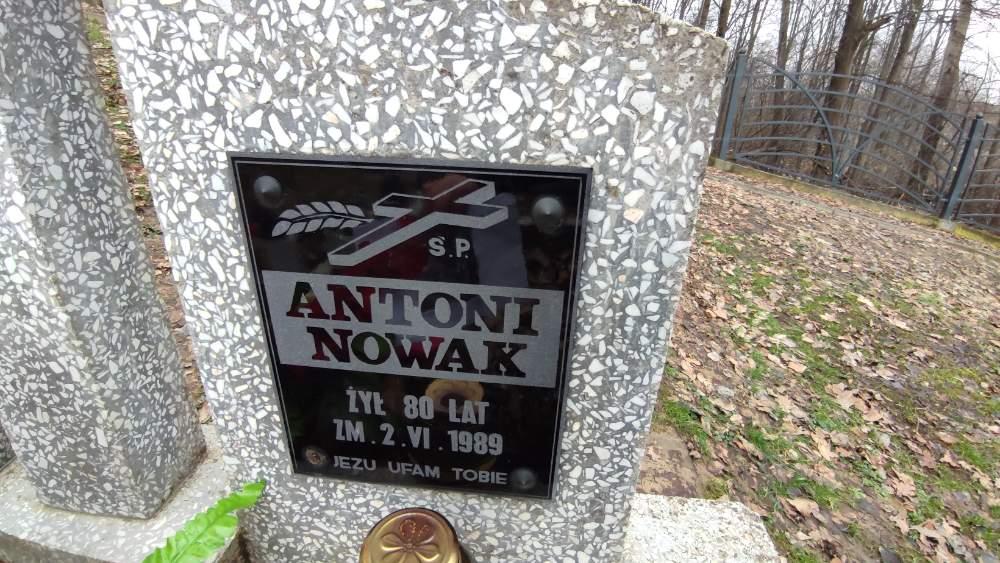 Ś.P.
ANTONI
NOWAK
ŻYŁ 80 LAT
ZM. 2. VI. 1989
JEZU UFAM TOBIE